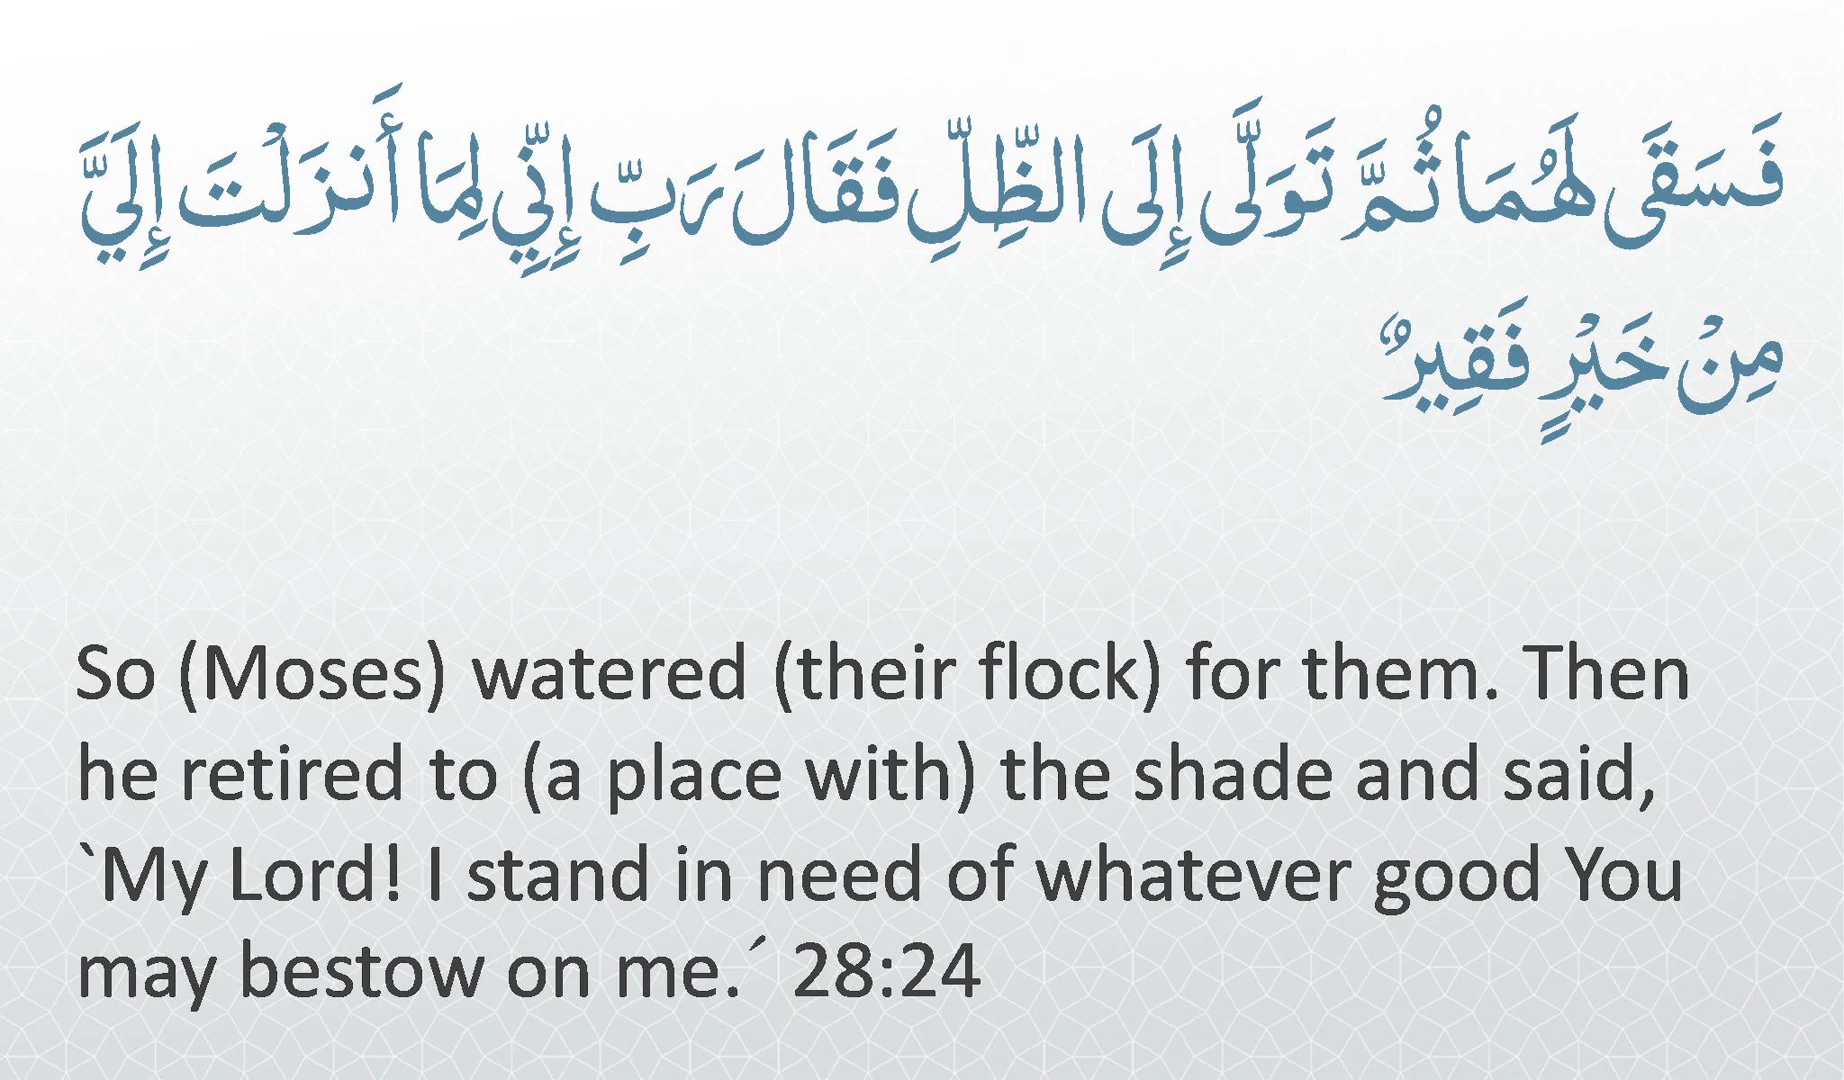 فَسَقَى لَهُمَا ثُمَّ تَوَلَّى إِلَى الظِّلِّ فَقَالَ رَبِّ إِنِّي لِمَا أَنزَلْتَ إِلَيَّ
مِنْ خَيْرٍ فَقِيرٌ
So (Moses) watered (their flock) for them. Then
he retired to (a place with) the shade and said,
`My Lord! I stand in need of whatever good You
may bestow on me.´ 28:24